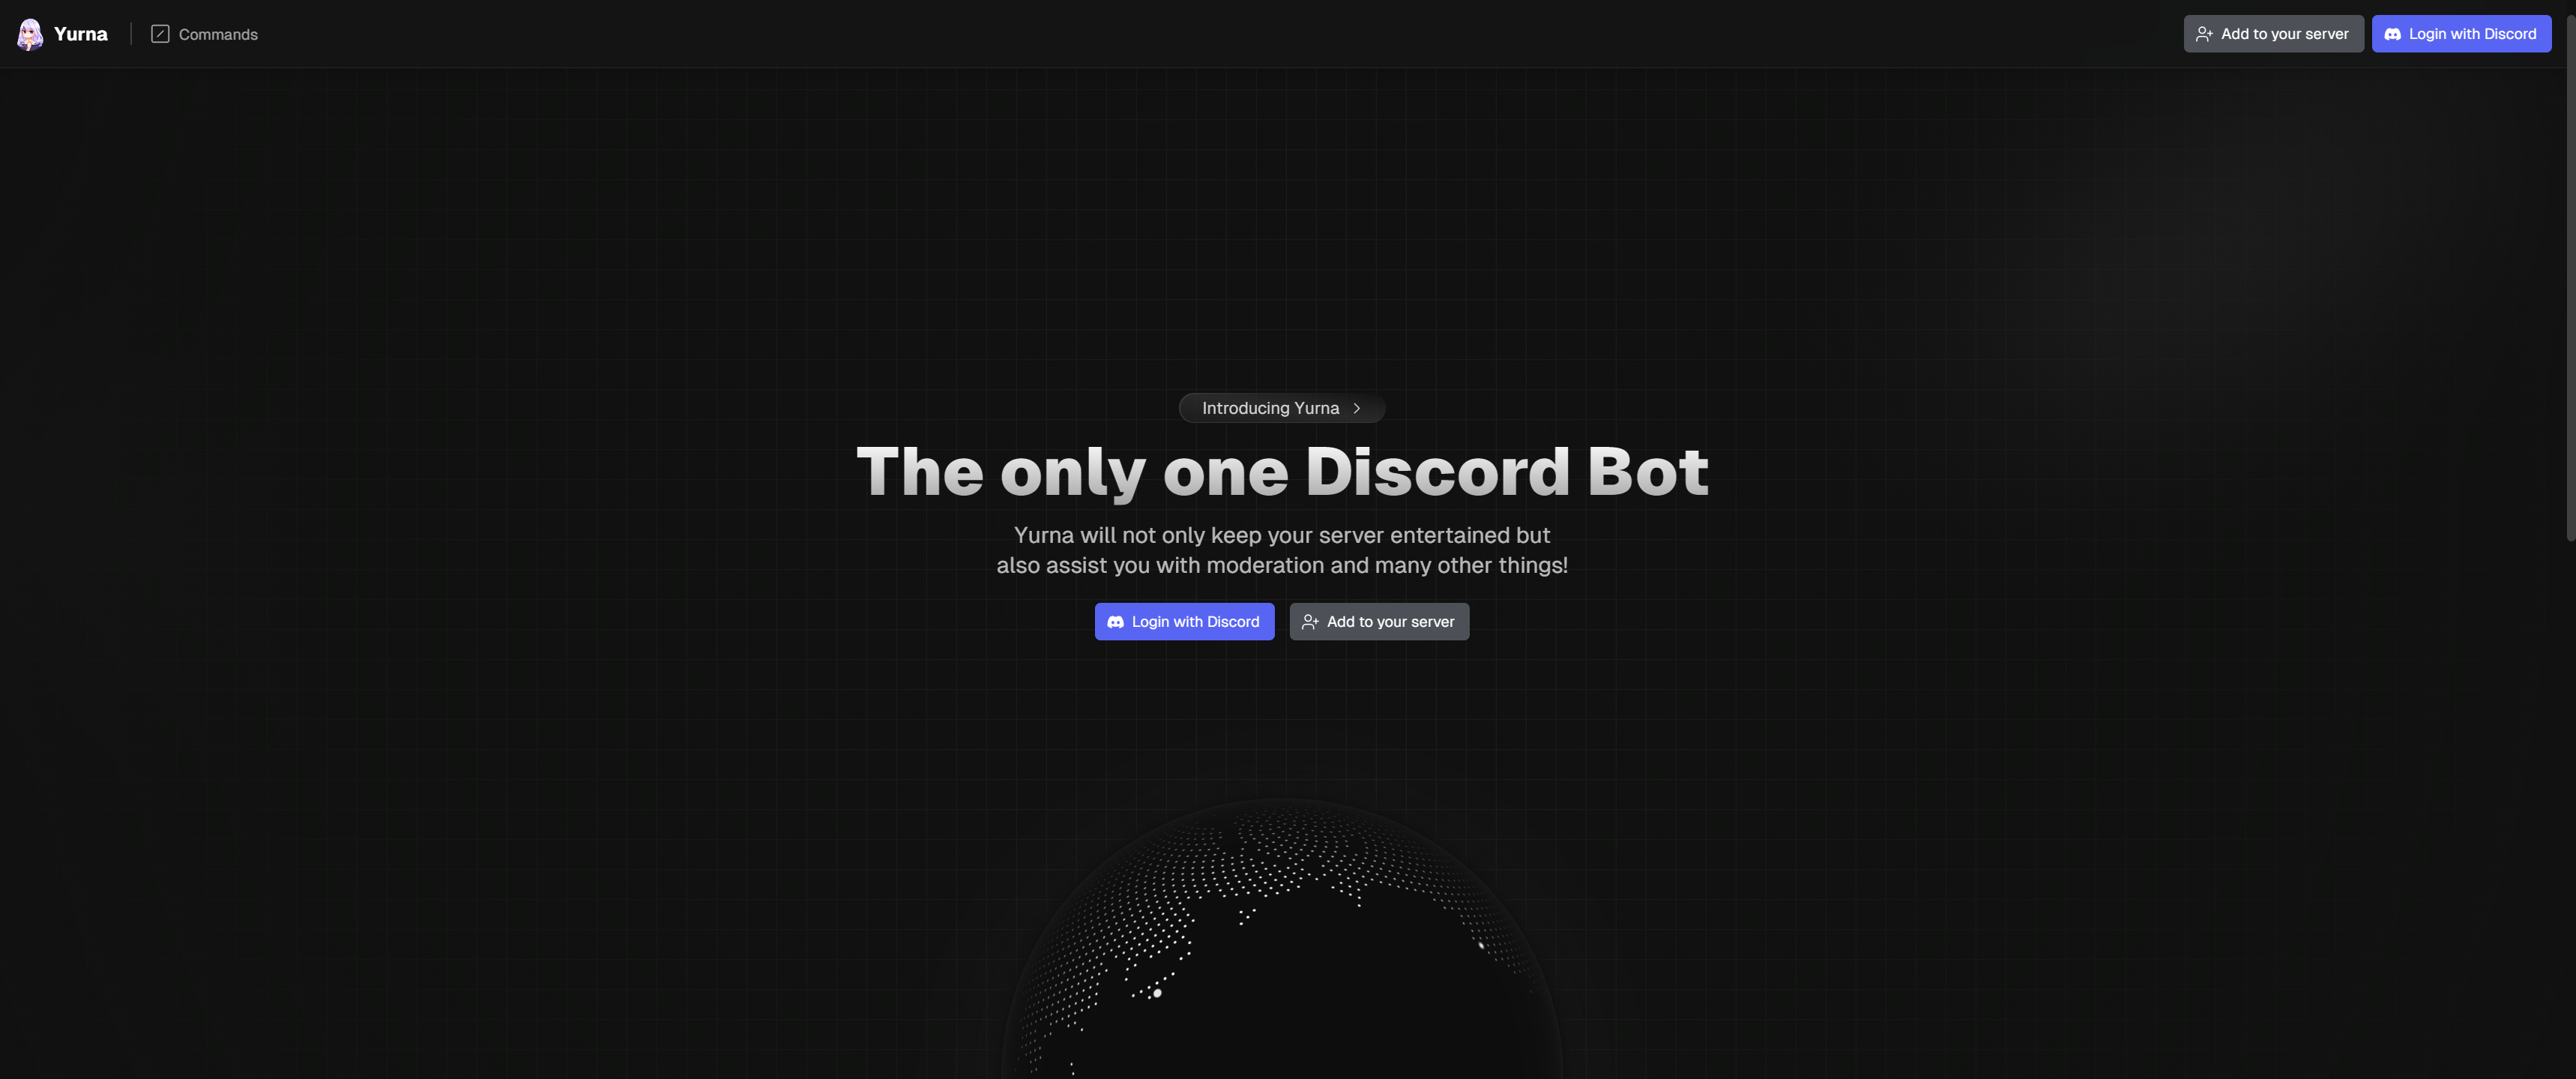 Yurna
Commands
Add to your server
Login with Discord
Introducing Yurna
The only one Discord Bot
Yurna will not only keep your server entertained but
also assist you with moderation and many other things!
Login with Discord
Add to your server